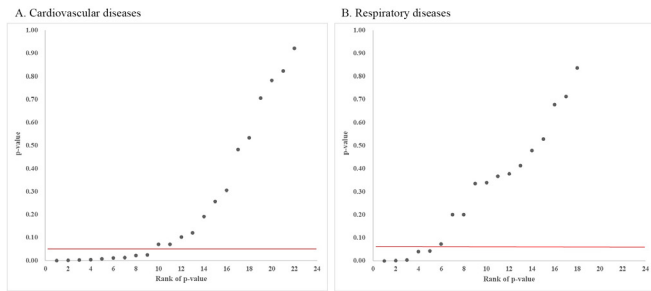 A. Cardiovascular diseases
1.00
0.90
0.80
0.70
0.60
0.50
0.40
0.30
0.20
0.10
0.00
p-value
0 2 4 6 8 10 12 14 16 18 20 22 24
Rank of p-value
B. Respiratory diseases
1.00
0.90
0.80
0.70
0.60
0.50
0.40
0.30
0.20
0.10
0.00
p-value
0 2 4 6 8 10 12 14 16 18 20 22 24
Rank of p-value